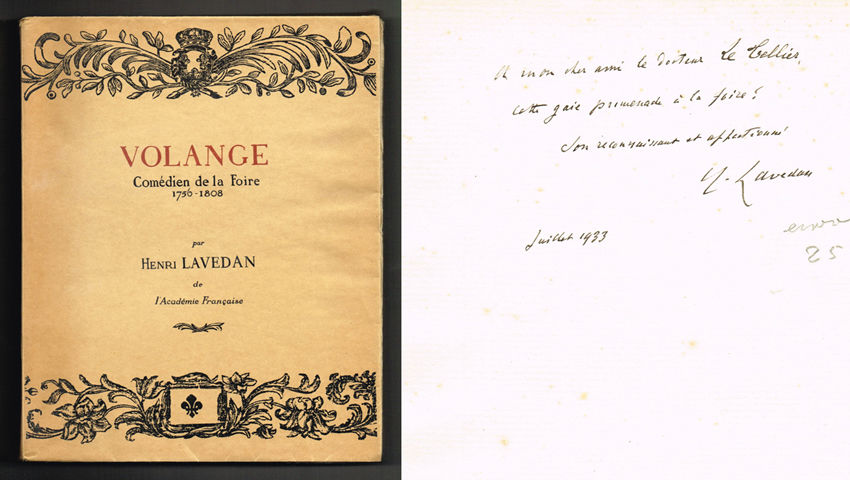 VOLANGE
Comédien de la Foire
1756-1808
par
HENRI LAVEDAN
de
l'Académie Française
A mon cher ami le docteur Le Tellier,
cette gaie promenade à la foire !
Son reconnaissant et affectionné
H. Lavedan
Juillet 1933
envoi
25